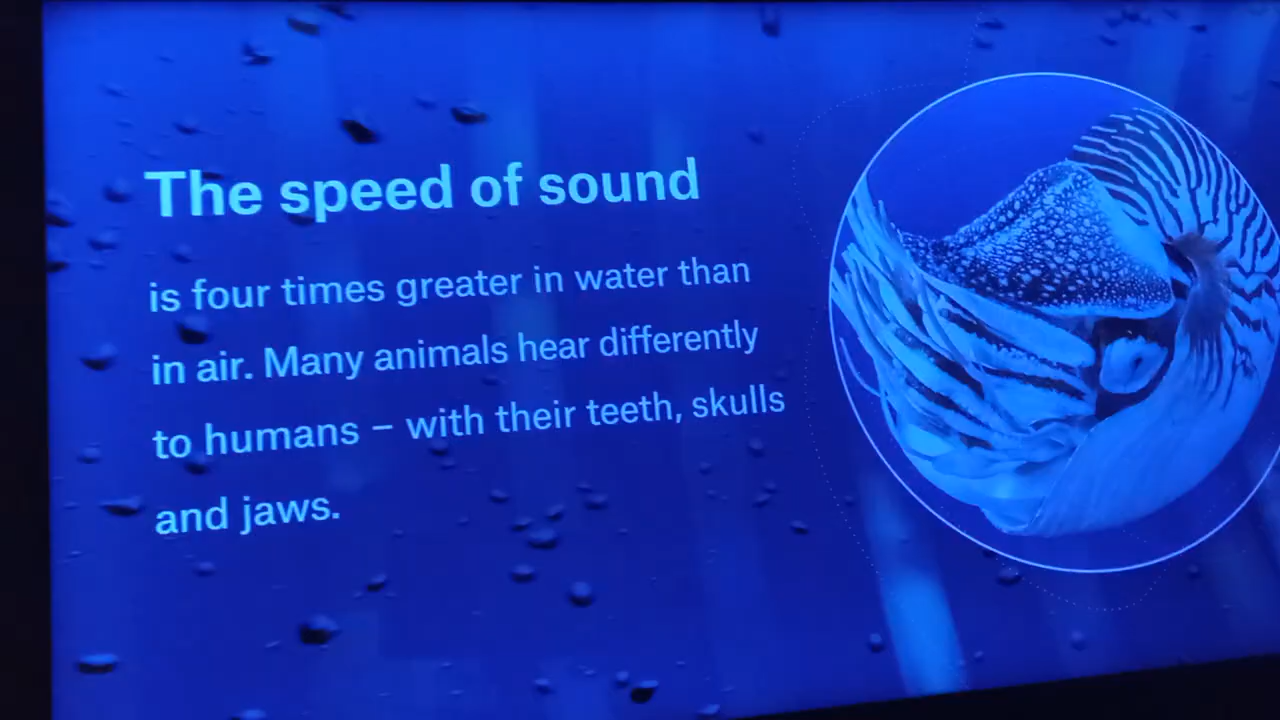 The speed of sound
is four times greater in water than
in air. Many animals hear differently
to humans – with their teeth, skulls
and jaws.